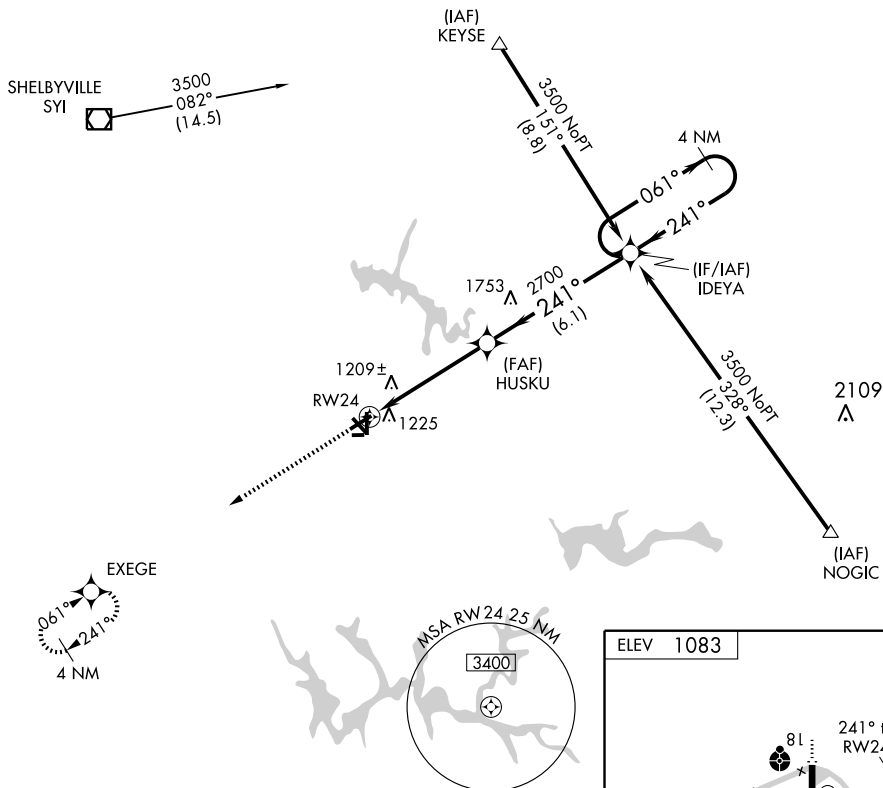 (IAF)
KEYSE
SHELBYVILLE
SYI
3500
082°
(14.5)
3500 NoPT
151°
(8.8)
4 NM
061°
241°
(IF/IAF)
IDEYA
1753
2700
241°
(6.1)
(FAF)
HUSKU
1209±
RW24
1225
3500 NoPT
328°
(12.3)
2109
(IAF)
NOGIC
EXEGE
061°
241°
4 NM
MSA RW24 25 NM
3400
ELEV 1083
18
241°
RW24
x